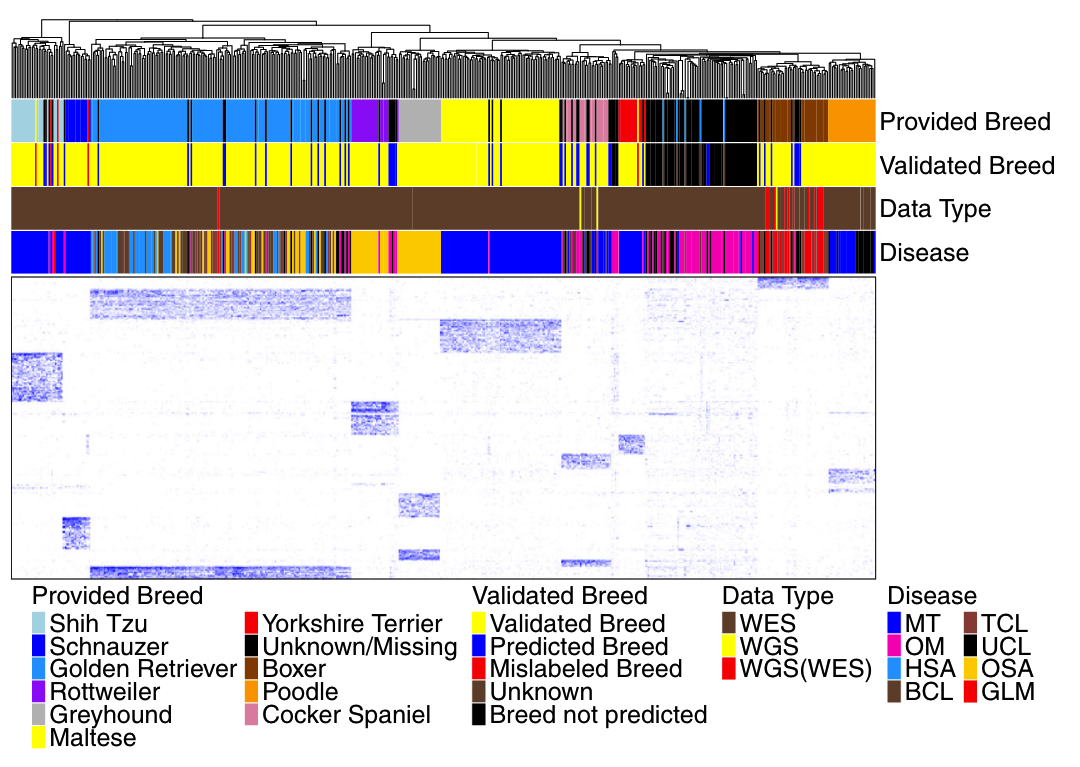 Provided Breed
Validated Breed
Data Type
Disease
Provided Breed
Shih Tzu
Schnauzer
Golden Retriever
Rottweiler
Greyhound
Maltese
Yorkshire Terrier
Unknown/Missing
Boxer
Poodle
Cocker Spaniel
Validated Breed
Validated Breed
Predicted Breed
Mislabeled Breed
Unknown
Breed not predicted
Data Type
WES
WGS
WGS(WES)
Disease
MT
OM
HSA
BCL
TCL
UCL
OSA
GLM